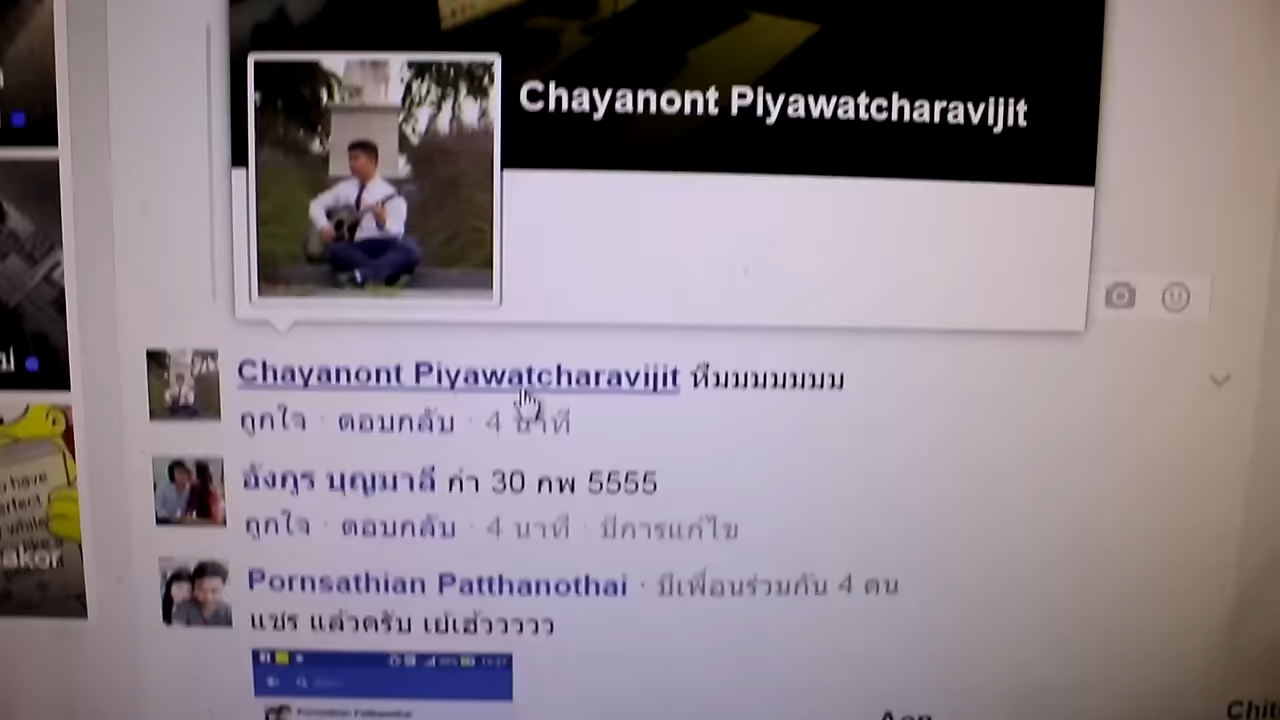 Chayanont Piyawatcharavijit
Chayanont Piyawatcharavijit หืมมมมมมม
ถูกใจ · ตอบกลับ · 4 นาที
อังกูร บุญมาลี ก่า 30 กพ 5555
ถูกใจ · ตอบกลับ · 4 นาที · มีการแก้ไข
Pornsathian Patthanothai · มีเพื่อนร่วมกัน 4 คน
แชร์ แล้วครับ เย้เฮ้วววว